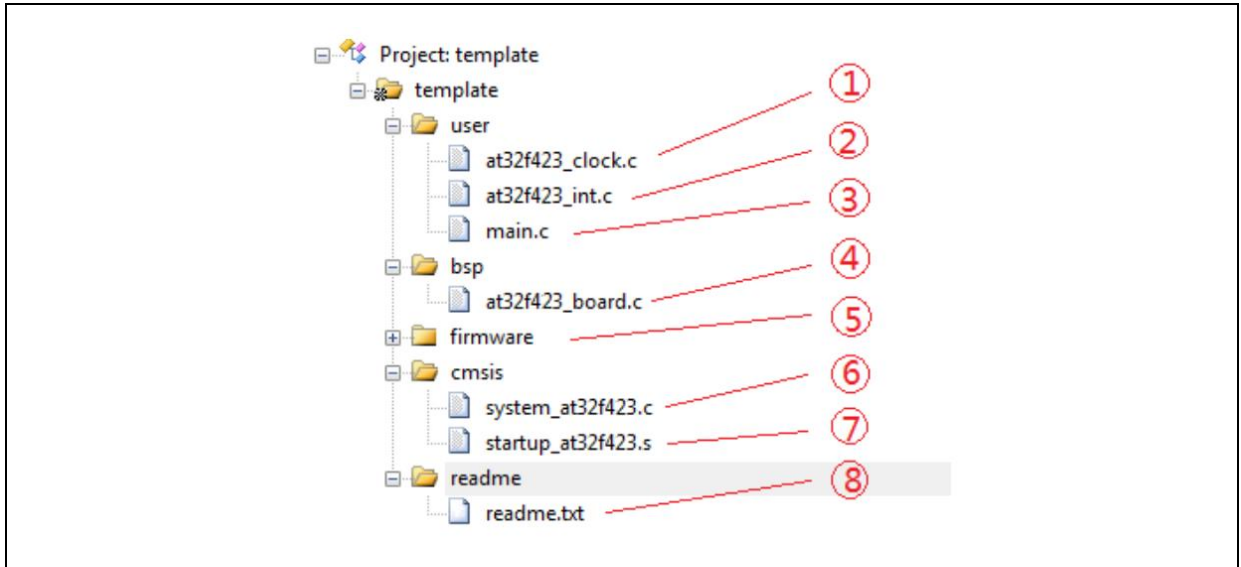 Project: template
template
①
user
at32f423_clock.c
②
at32f423_int.c
③
main.c
④
bsp
at32f423_board.c
⑤
firmware
cmsis
⑥
system_at32f423.c
⑦
startup_at32f423.s
readme
⑧
readme.txt